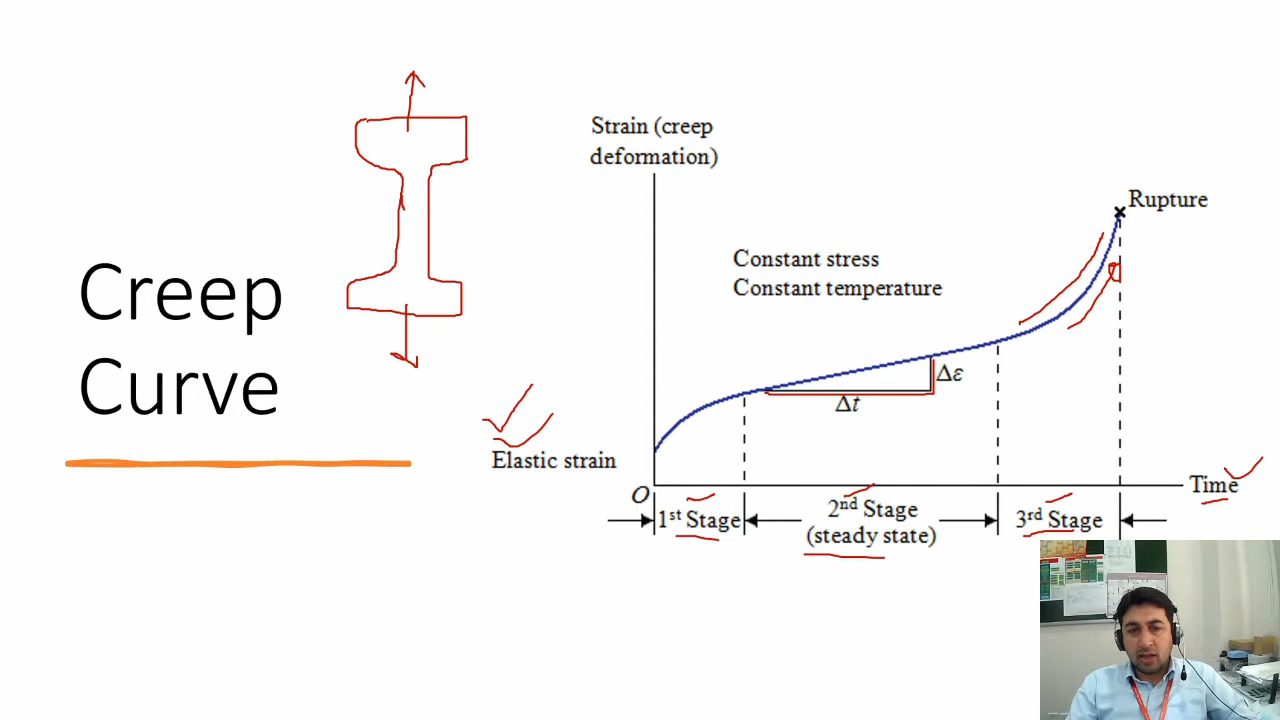 Creep
Curve
Strain (creep
deformation)
Rupture
Constant stress
Constant temperature
Δε
Δt
Elastic strain
O
Time
1st Stage
2nd Stage
(steady state)
3rd Stage